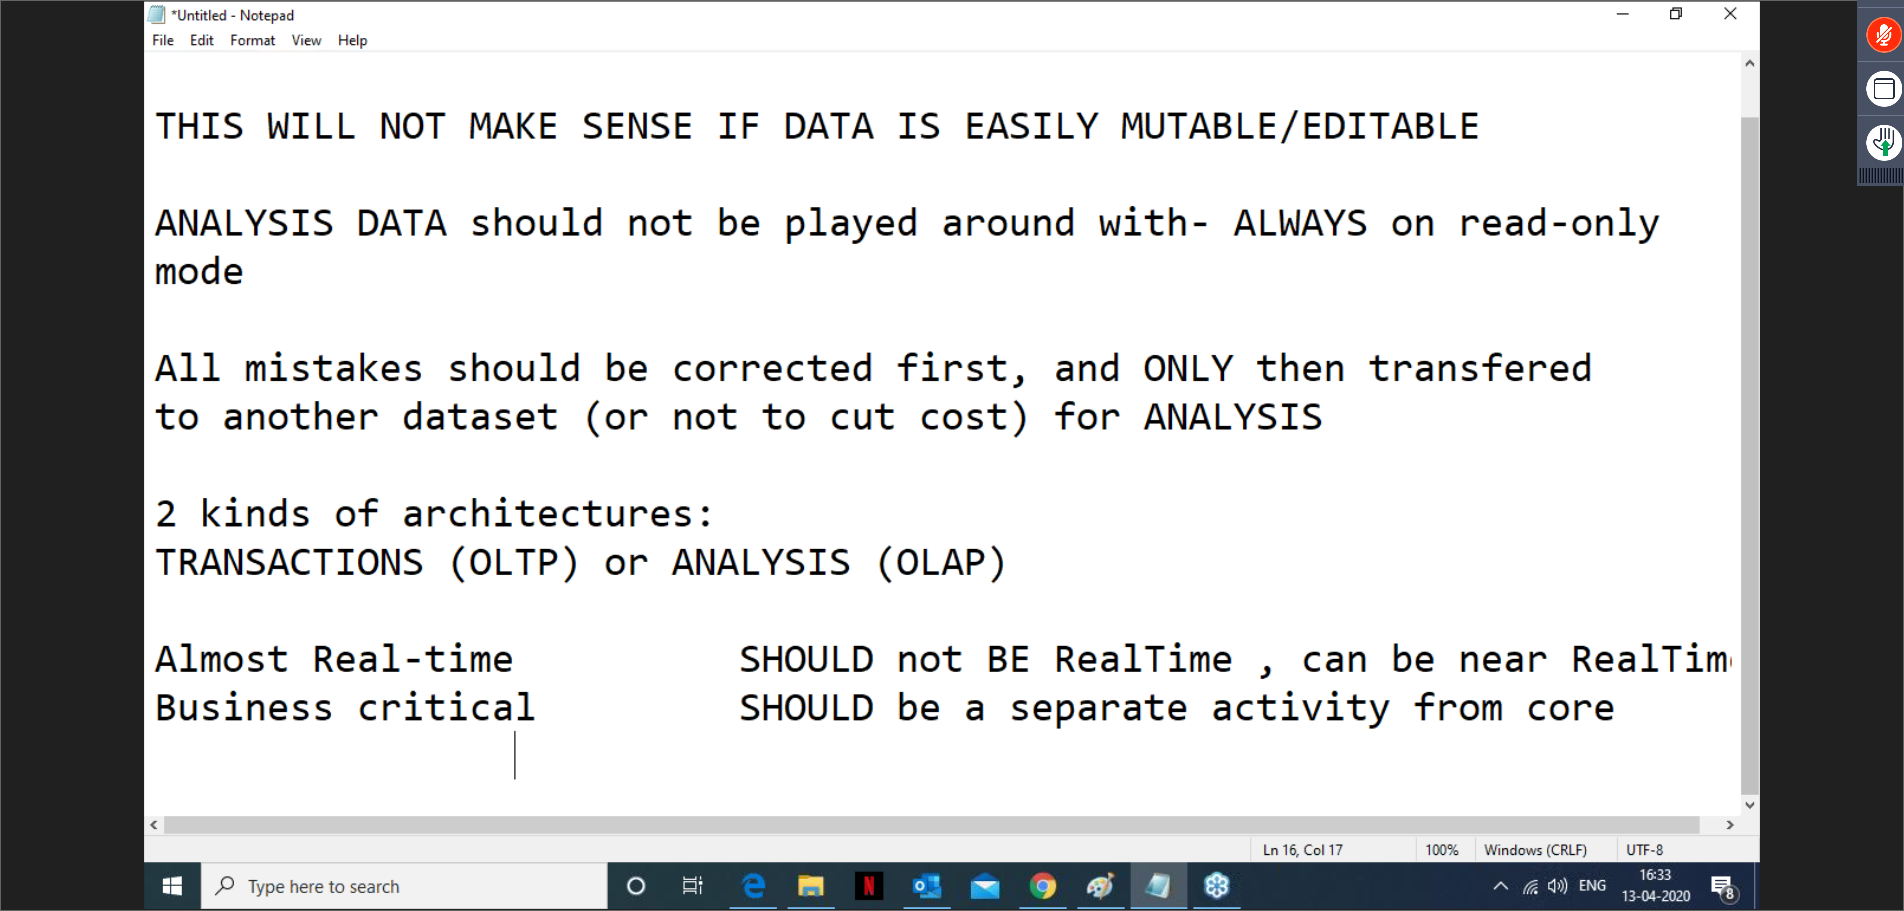 *Untitled - Notepad
File Edit Format View Help
THIS WILL NOT MAKE SENSE IF DATA IS EASILY MUTABLE/EDITABLE
ANALYSIS DATA should not be played around with- ALWAYS on read-only
mode
All mistakes should be corrected first, and ONLY then transfered
to another dataset (or not to cut cost) for ANALYSIS
2 kinds of architectures:
TRANSACTIONS (OLTP) or ANALYSIS (OLAP)
Almost Real-time SHOULD not BE RealTime , can be near RealTim
Business critical SHOULD be a separate activity from core
Ln 16, Col 17 100% Windows (CRLF) UTF-8
Type here to search
ENG
16:33
13-04-2020
8